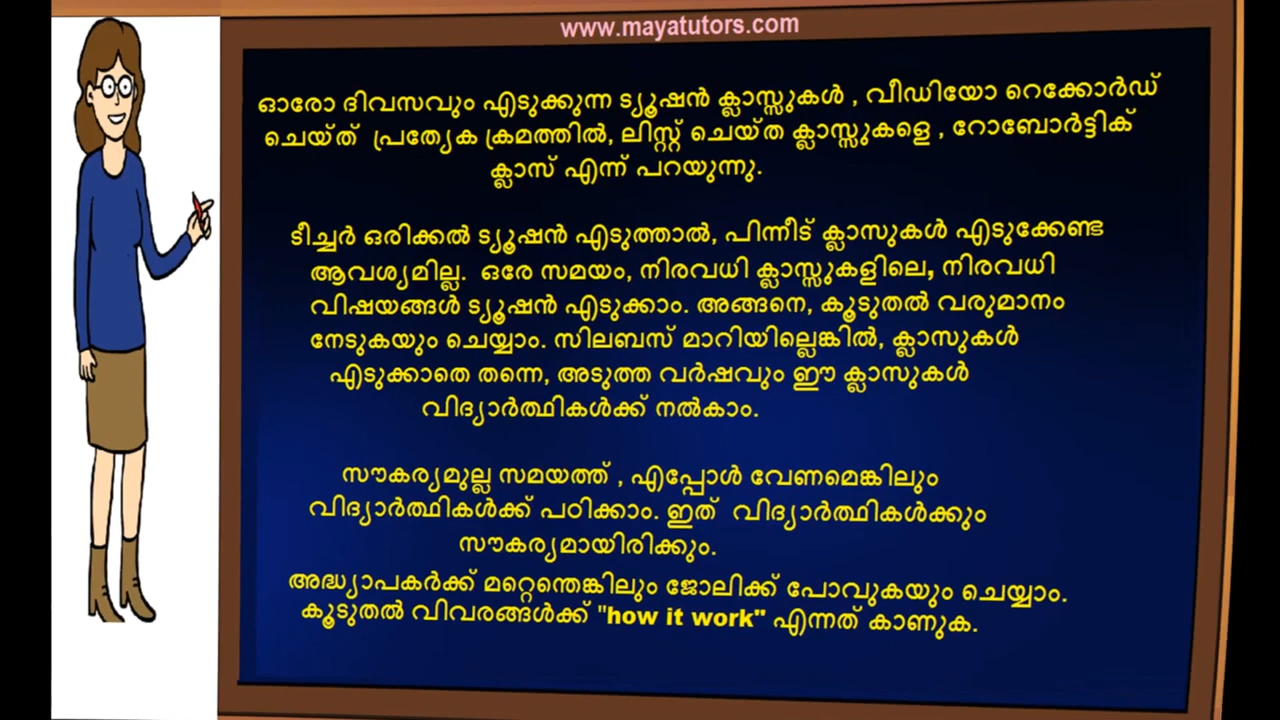 www.mayatutors.com
ഓരോ ദിവസവും എടുക്കുന്ന ട്യൂഷൻ ക്ലാസ്സുകൾ , വീഡിയോ റെക്കോർഡ്
ചെയ്ത് പ്രത്യേക ക്രമത്തിൽ, ലിസ്റ്റ് ചെയ്ത ക്ലാസ്സുകളെ , റോബോർട്ടിക്
ക്ലാസ് എന്ന് പറയുന്നു.
ടീച്ചർ ഒരിക്കൽ ട്യൂഷൻ എടുത്താൽ, പിന്നീട് ക്ലാസുകൾ എടുക്കേണ്ട
ആവശ്യമില്ല. ഒരേ സമയം, നിരവധി ക്ലാസ്സുകളിലെ, നിരവധി
വിഷയങ്ങൾ ട്യൂഷൻ എടുക്കാം. അങ്ങനെ, കൂടുതൽ വരുമാനം
നേടുകയും ചെയ്യാം. സിലബസ് മാറിയില്ലെങ്കിൽ, ക്ലാസുകൾ
എടുക്കാതെ തന്നെ, അടുത്ത വർഷവും ഈ ക്ലാസുകൾ
വിദ്യാർത്ഥികൾക്ക് നൽകാം.
സൗകര്യമുല്ല സമയത്ത് , എപ്പോൾ വേണമെങ്കിലും
വിദ്യാർത്ഥികൾക്ക് പഠിക്കാം. ഇത് വിദ്യാർത്ഥികൾക്കും
സൗകര്യമായിരിക്കും.
അദ്ധ്യാപകർക്ക് മറ്റെന്തെങ്കിലും ജോലിക്ക് പോവുകയും ചെയ്യാം.
കൂടുതൽ വിവരങ്ങൾക്ക് "how it work" എന്നത് കാണുക.